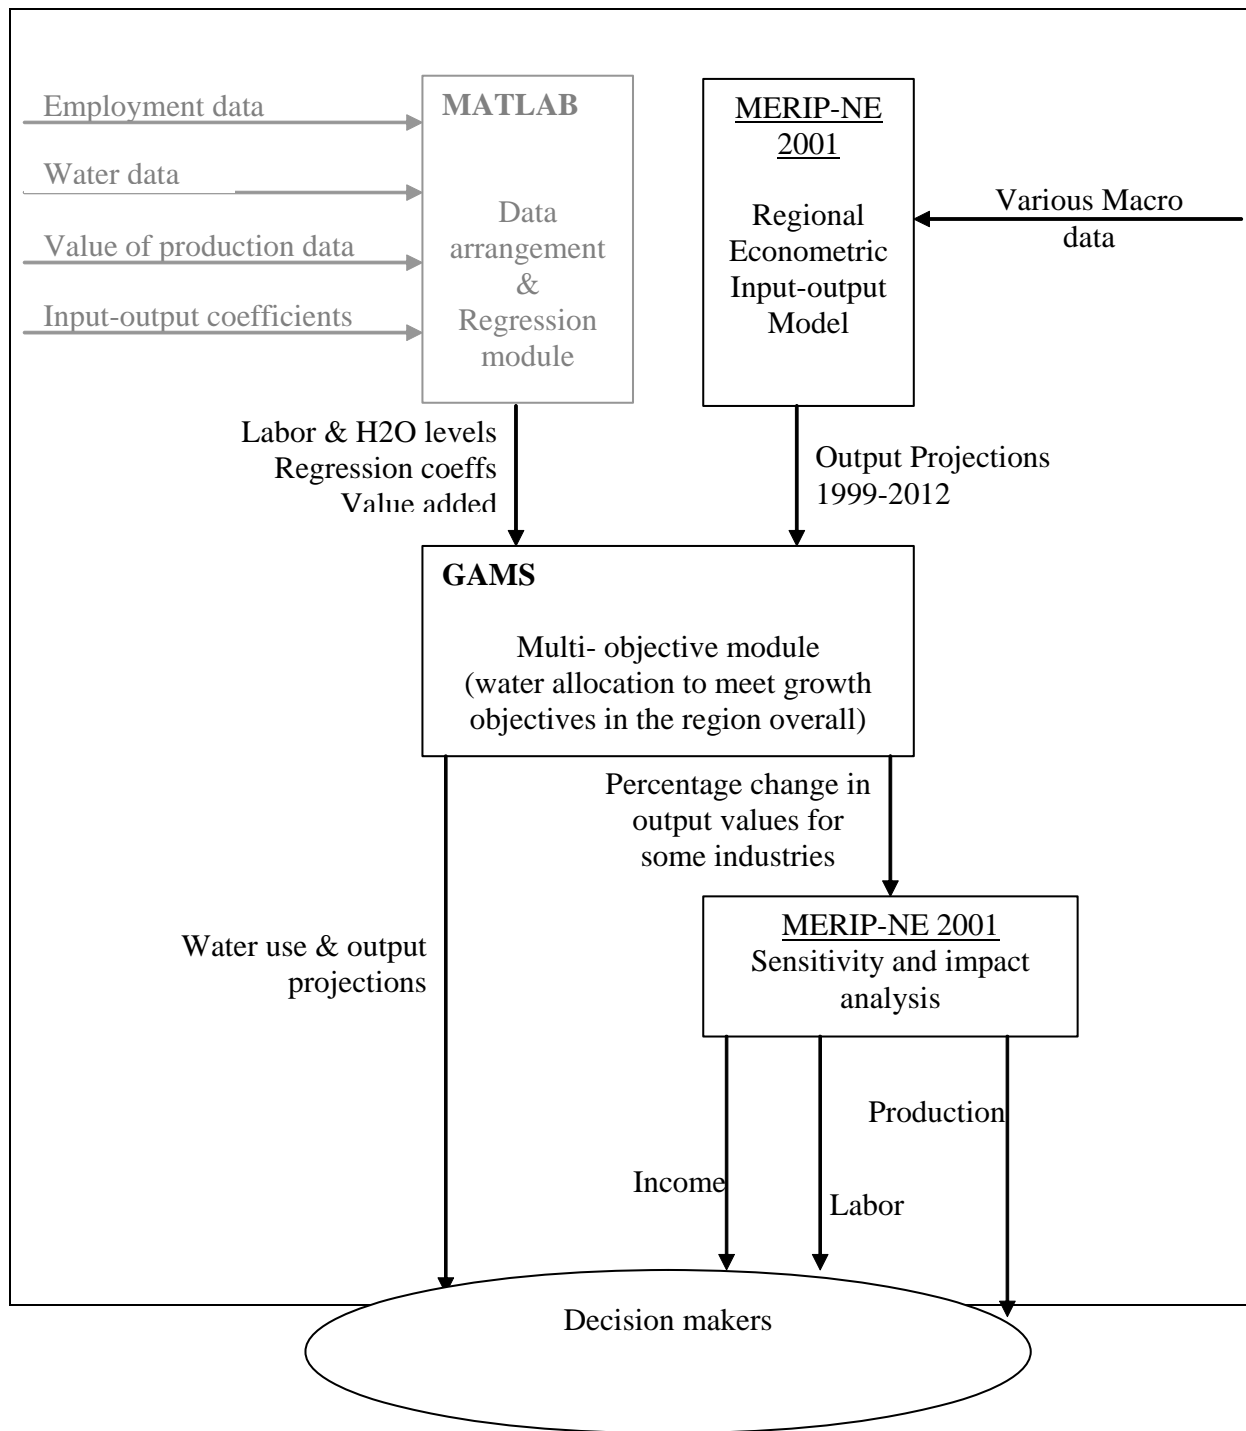 Employment data
Water data
Value of production data
Input-output coefficients
MATLAB
Data
arrangement
&
Regression
module
MERIP-NE
2001
Regional
Econometric
Input-output
Model
Various Macro
data
Labor & H2O levels
Regression coeffs
Value added
Output Projections
1999-2012
GAMS
Multi- objective module
(water allocation to meet growth
objectives in the region overall)
Percentage change in
output values for
some industries
Water use & output
projections
MERIP-NE 2001
Sensitivity and impact
analysis
Production
Income
Labor
Decision makers